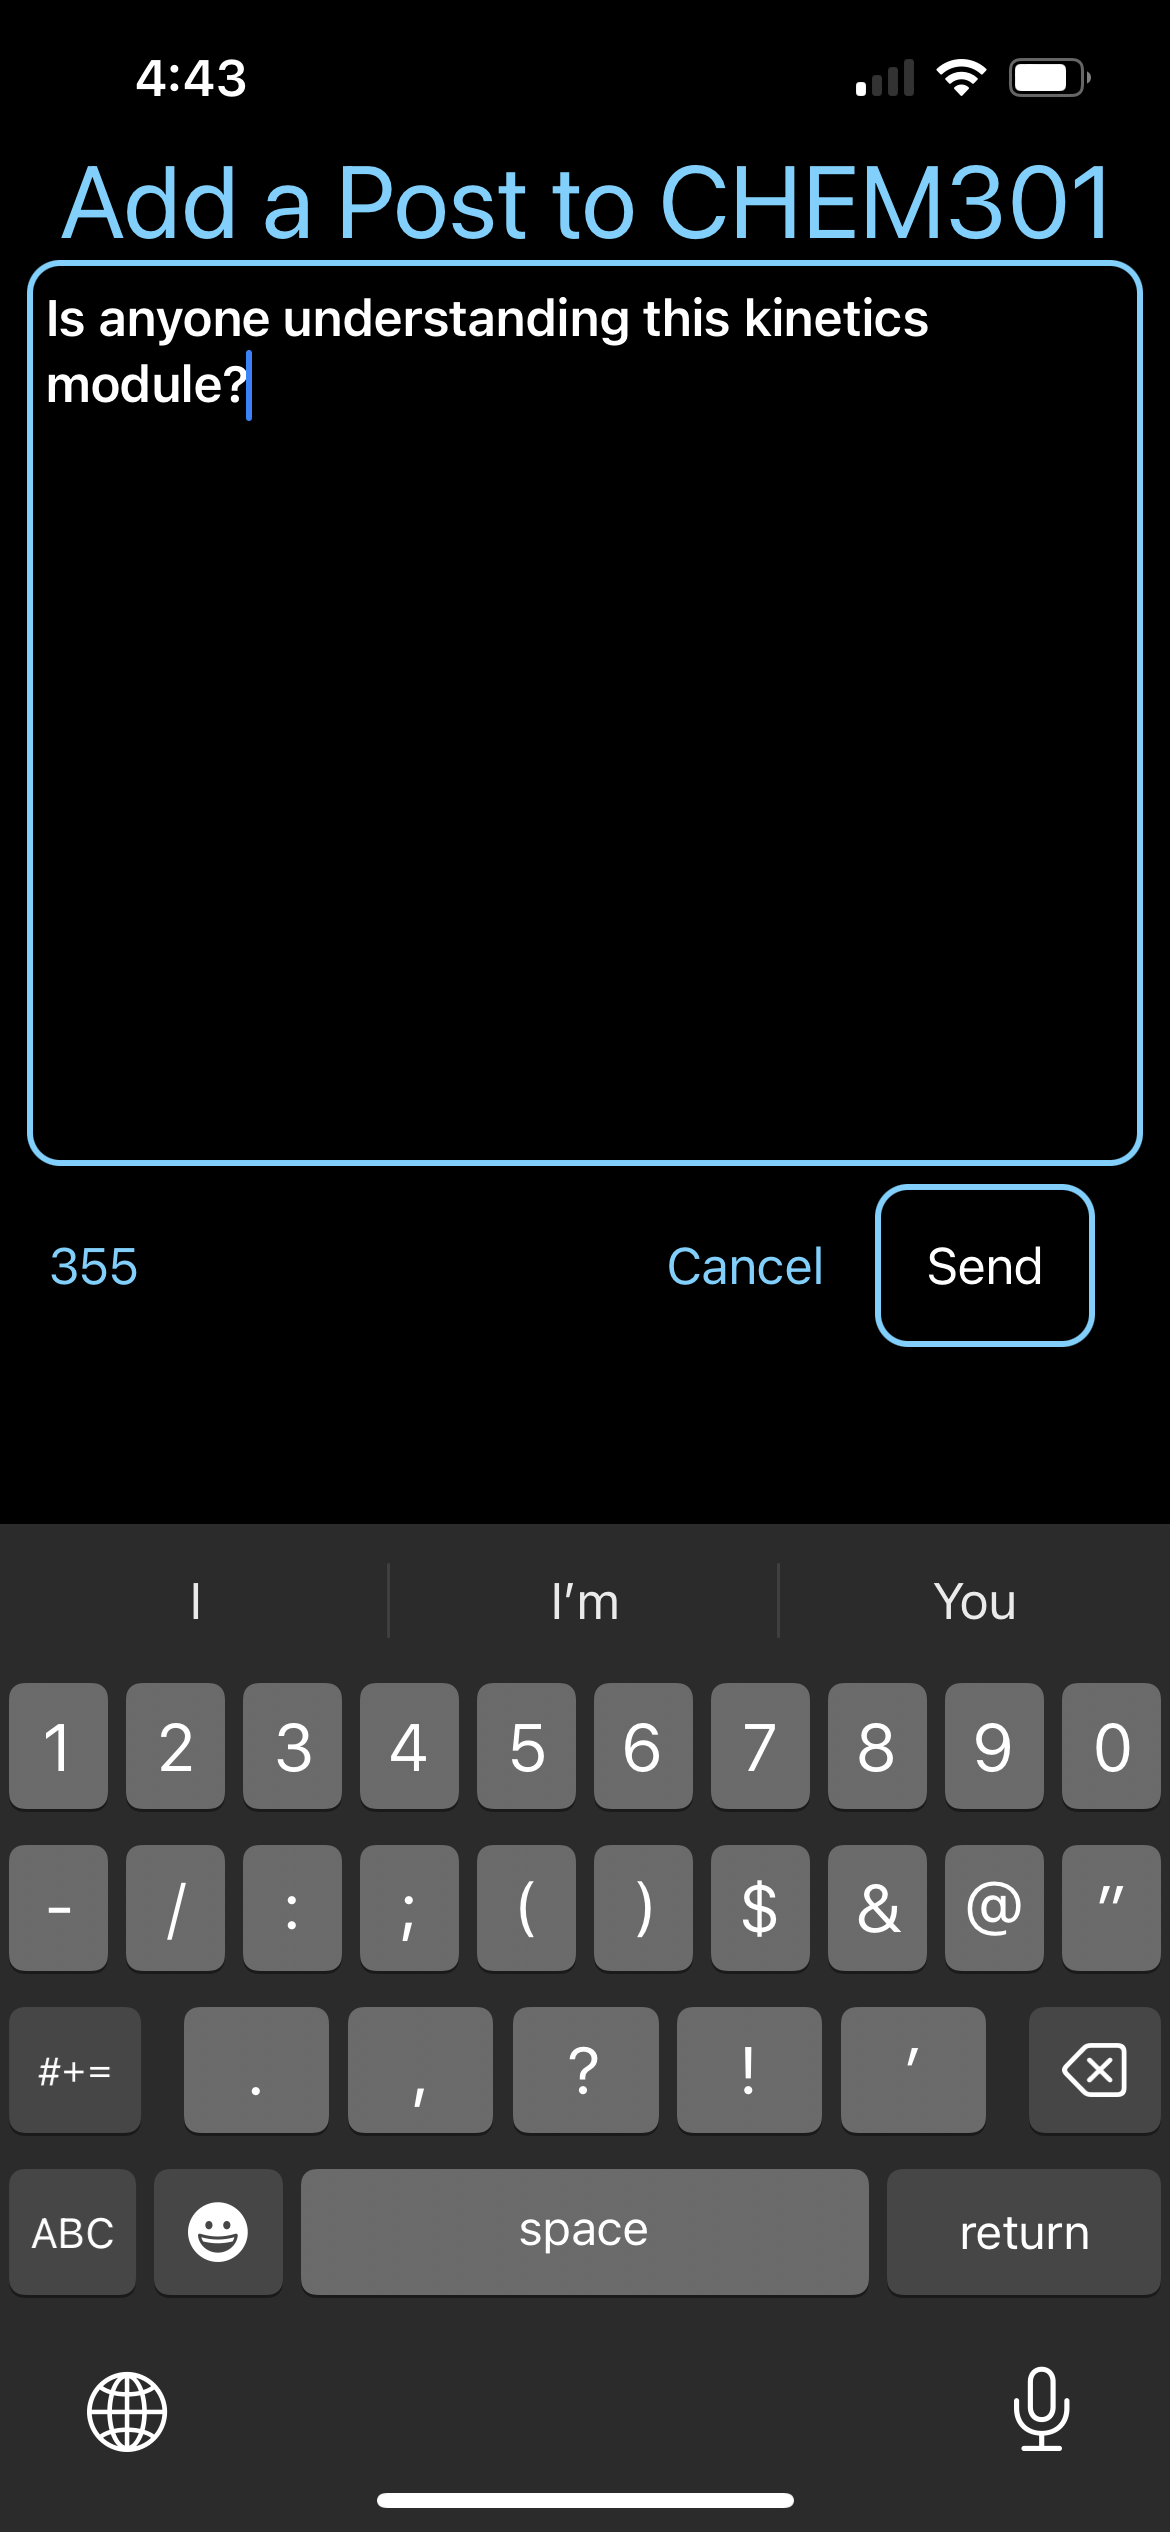 4:43
Add a Post to CHEM301
Is anyone understanding this kinetics
module?
355 Cancel Send
I I’m You
1 2 3 4 5 6 7 8 9 0
- / : ; ( ) $ & @ "
#+= . , ? ! ’
ABC space return